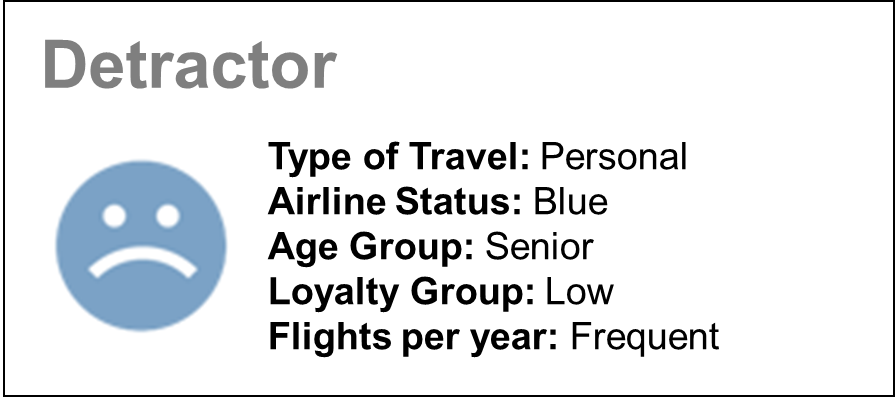 Detractor
Type of Travel: Personal
Airline Status: Blue
Age Group: Senior
Loyalty Group: Low
Flights per year: Frequent